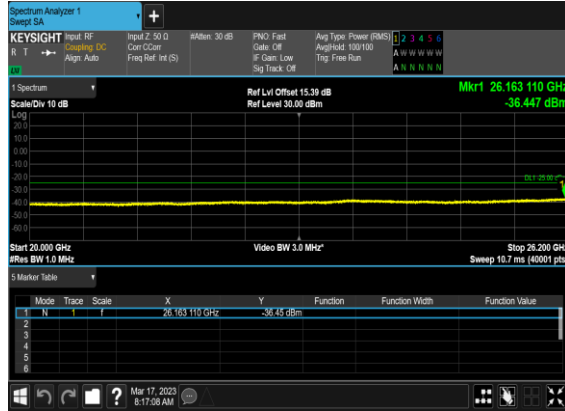 Spectrum Analyzer 1
Swept SA
+
KEYSIGHT Input: RF Input Z: 50 Ω #Atten: 30 dB PNO: Fast Avg Type: Power (RMS) 1 2 3 4 5 6
R T Coupling: DC Corr CCorr Gate: Off Avg|Hold: 100/100 A W W W W W
Align: Auto Freq Ref: Int (S) IF Gain: Low Trig: Free Run
LV Sig Track: Off A N N N N N
1 Spectrum Ref Lvl Offset 15.39 dB Mkr1 26.163 110 GHz
Scale/Div 10 dB Ref Level 30.00 dBm -36.447 dBm
Log
20.0
10.0
0.00
-10.0
-20.0
DL1 -25.00
-30.0
-40.0
-50.0
-60.0
Start 20.000 GHz Video BW 3.0 MHz* Stop 26.200 GHz
#Res BW 1.0 MHz Sweep 10.7 ms (40001 pts
5 Marker Table
Mode Trace Scale X Y Function Function Width Function Value
1 N 1 f 26.163 110 GHz -36.45 dBm
2
3
4
5
6
? Mar 17, 2023
8:17:08 AM